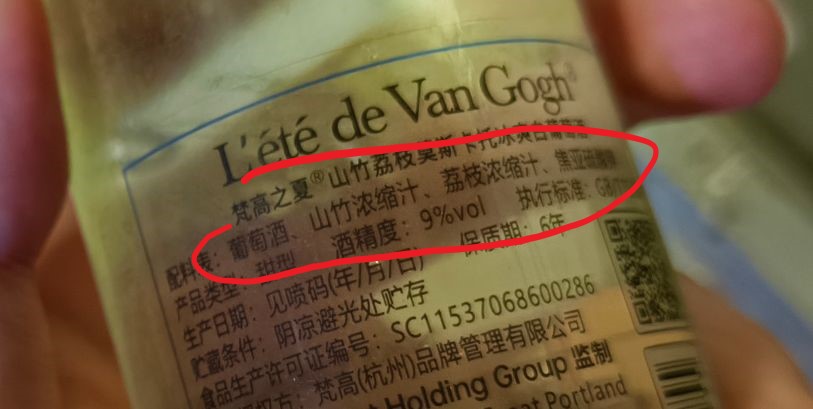 L'été de Van Gogh®
梵高之夏®山竹荔枝莫斯卡托冰爽白葡萄酒
配料表：葡萄酒、山竹浓缩汁、荔枝浓缩汁、焦亚
产品类型：甜型 酒精度：9%vol 执行标准：GB/T
生产日期：见喷码(年/月/日) 保质期：6年
贮藏条件：阴凉避光处贮存
食品生产许可证编号：SC11537068600286
授权方：梵高(杭州)品牌管理有限公司
Holding Group 监制
Portland